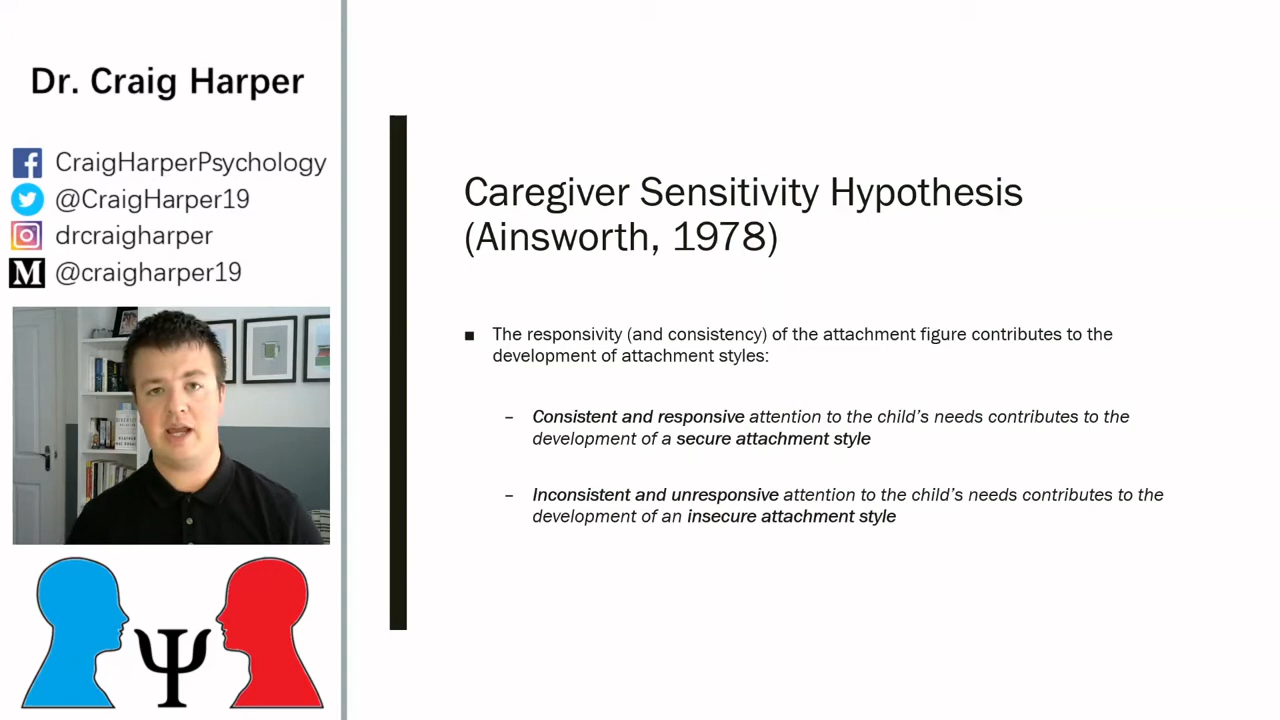 Dr. Craig Harper
CraigHarperPsychology
@CraigHarper19
drcraigharper
M @craigharper19
Ψ
Caregiver Sensitivity Hypothesis
(Ainsworth, 1978)
■ The responsivity (and consistency) of the attachment figure contributes to the
development of attachment styles:
– Consistent and responsive attention to the child’s needs contributes to the
development of a secure attachment style
– Inconsistent and unresponsive attention to the child’s needs contributes to the
development of an insecure attachment style